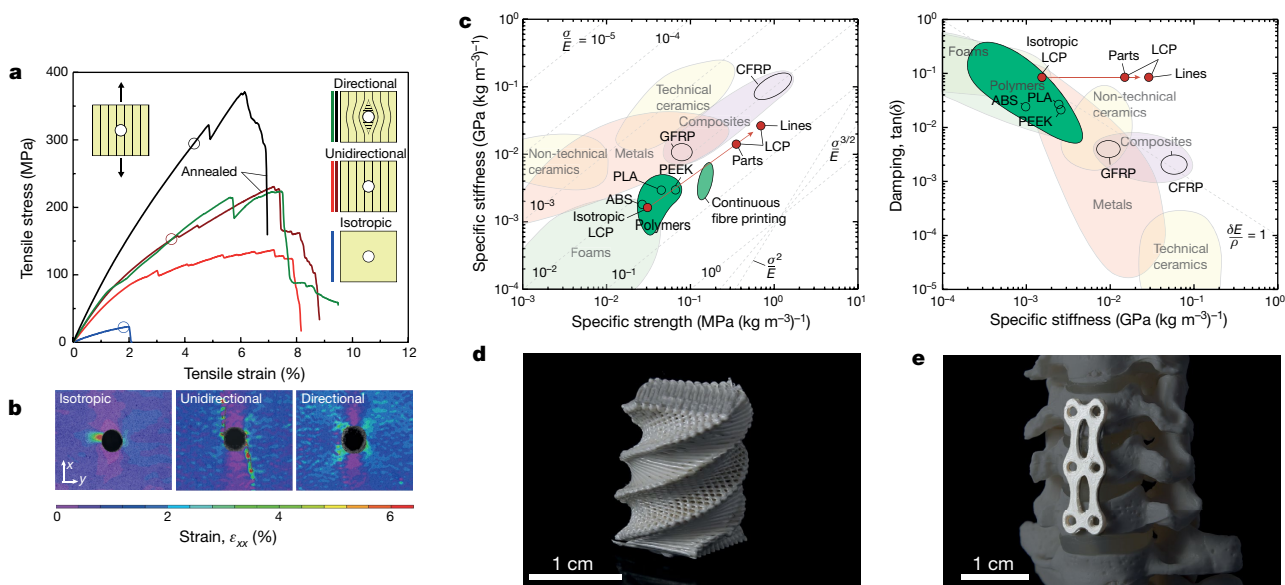 a
Tensile stress (MPa)
400
300
200
100
0
0 2 4 6 8 10 12
Tensile strain (%)
Annealed
Directional
Unidirectional
Isotropic
b
Isotropic
Unidirectional
Directional
x
y
0 2 4 6
Strain, εxx (%)
c
Specific stiffness (GPa (kg m−3)−1)
10^0
10^−1
10^−2
10^−3
10^−4
10^−3 10^−2 10^−1 10^0 10^1
Specific strength (MPa (kg m−3)−1)
σ/E = 10^−5
10^−4
10^−3
10^−2
10^−1
10^0
σ^3/2/E
σ^2/E
CFRP
Technical
ceramics
Composites
GFRP
Metals
Non-technical
ceramics
Lines
LCP
Parts
PLA
PEEK
ABS
Isotropic
LCP
Polymers
Continuous
fibre printing
Foams
Damping, tan(δ)
10^0
10^−1
10^−2
10^−3
10^−4
10^−5
10^−4 10^−3 10^−2 10^−1 10^0 10^1
Specific stiffness (GPa (kg m−3)−1)
Foams
Isotropic
LCP
Parts
LCP
Lines
Polymers
ABS
PLA
PEEK
Non-technical
ceramics
Composites
GFRP
CFRP
Metals
Technical
ceramics
δE/ρ = 1
d
1 cm
e
1 cm